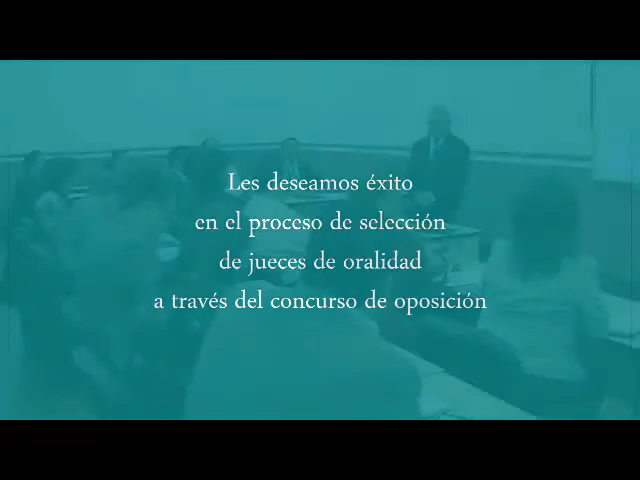 Les deseamos éxito
en el proceso de selección
de jueces de oralidad
a través del concurso de oposición